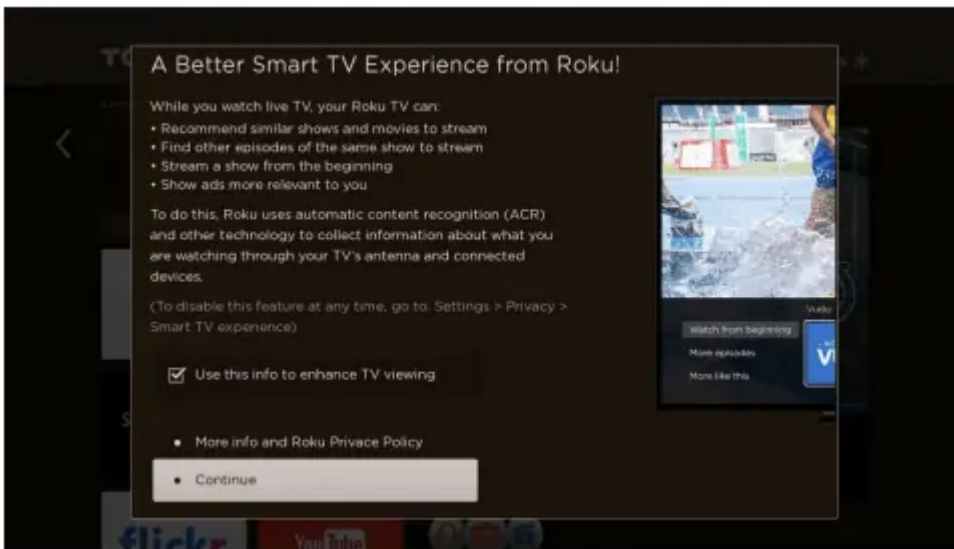 TC
A Better Smart TV Experience from Roku!
While you watch live TV, your Roku TV can:
• Recommend similar shows and movies to stream
• Find other episodes of the same show to stream
• Stream a show from the beginning
• Show ads more relevant to you
To do this, Roku uses automatic content recognition (ACR)
and other technology to collect information about what you
are watching through your TV's antenna and connected
devices.
(To disable this feature at any time, go to: Settings > Privacy >
Smart TV experience)
Use this info to enhance TV viewing
• More info and Roku Privace Policy
• Continue
Vudu
Watch from beginning
More episodes
More like this
V
S
flickr
YouTube